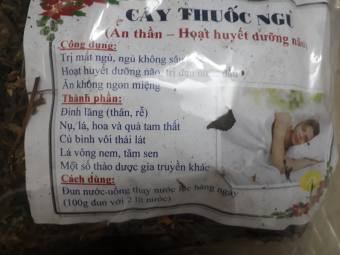 CÂY THUỐC NGỦ
(An thần – Hoạt huyết dưỡng não)
Công dụng:
Trị mất ngủ, ngủ không sâu
Hoạt huyết dưỡng não, trị đau
Ăn không ngon miệng
Thành phần:
Đinh lăng (thân, rễ)
Nụ, lá, hoa và quả tam thất
Củ bình vôi thái lát
Lá vông nem, tâm sen
Một số thảo dược gia truyền khác
Cách dùng:
Đun nước-uống thay nước lọc hàng ngày
(100g đun với 2 lít nước)